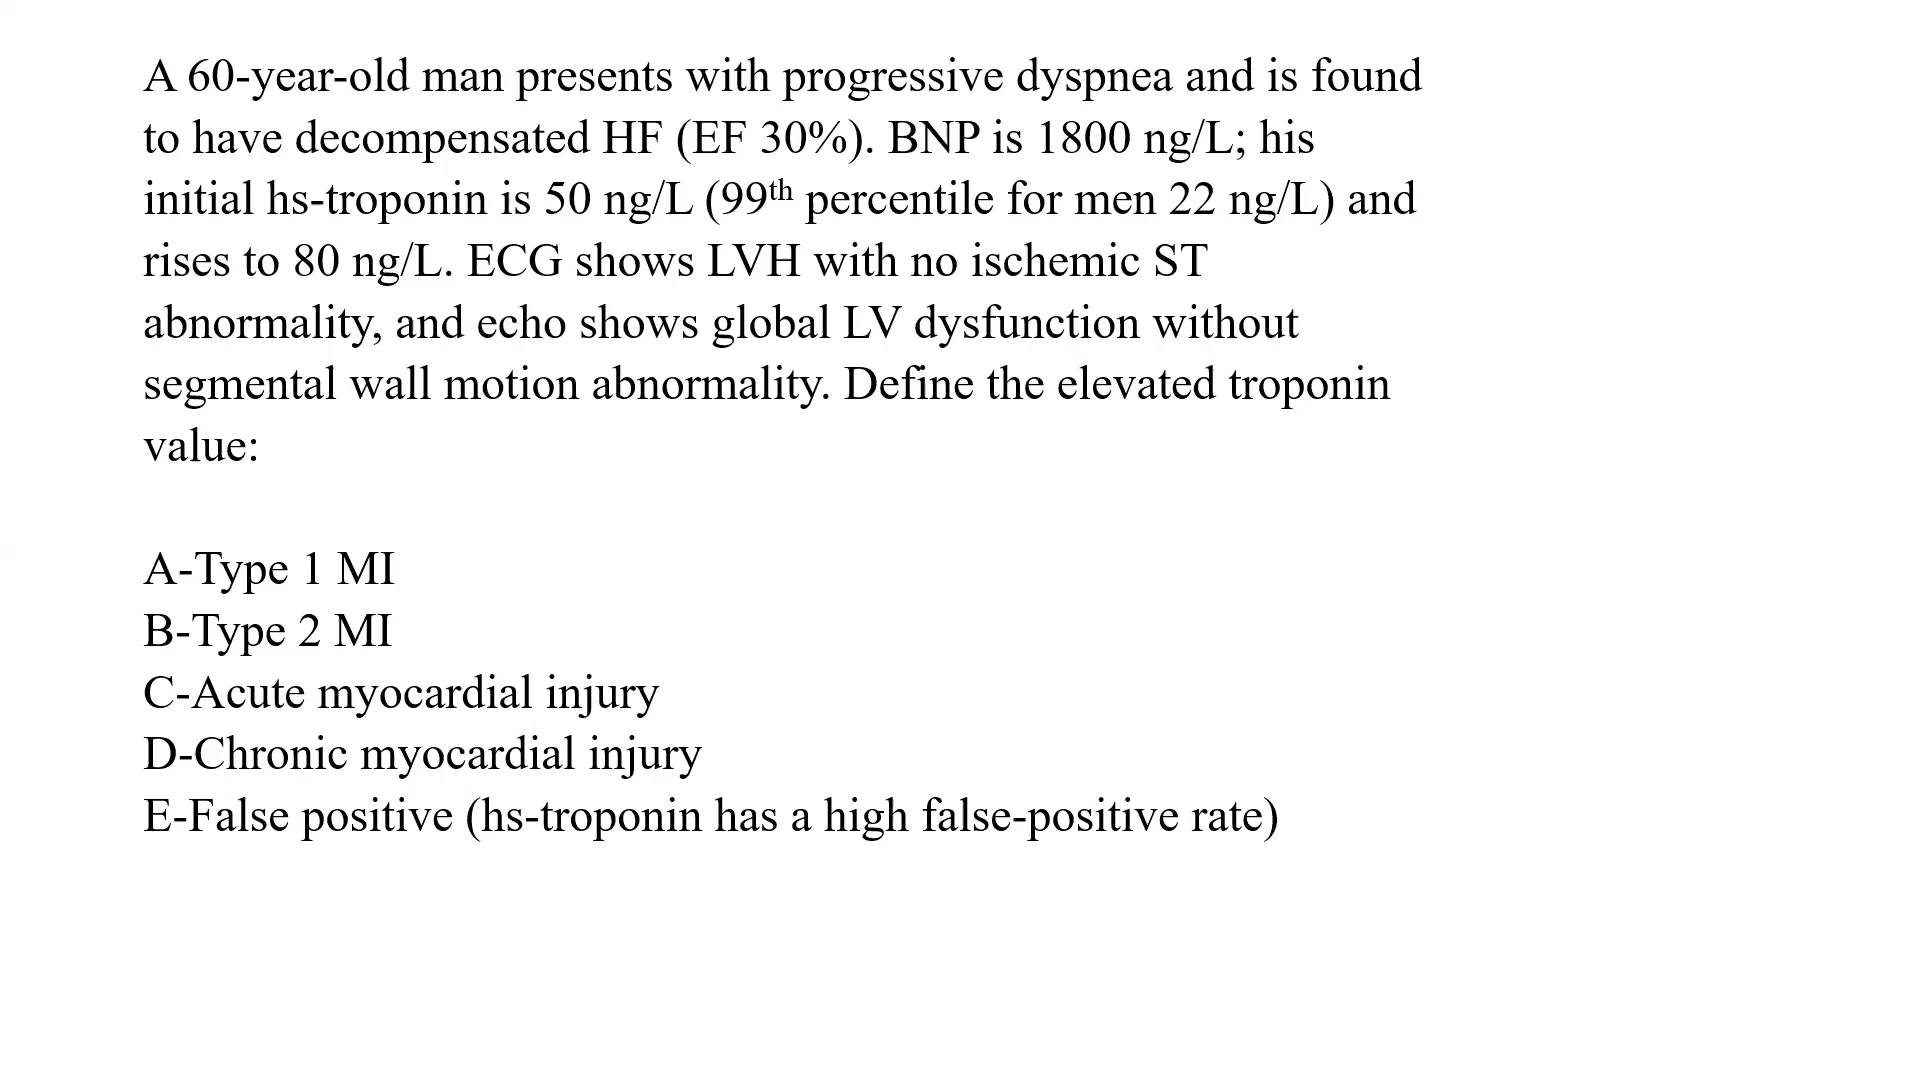 A 60-year-old man presents with progressive dyspnea and is found
to have decompensated HF (EF 30%). BNP is 1800 ng/L; his
initial hs-troponin is 50 ng/L (99th percentile for men 22 ng/L) and
rises to 80 ng/L. ECG shows LVH with no ischemic ST
abnormality, and echo shows global LV dysfunction without
segmental wall motion abnormality. Define the elevated troponin
value:
A-Type 1 MI
B-Type 2 MI
C-Acute myocardial injury
D-Chronic myocardial injury
E-False positive (hs-troponin has a high false-positive rate)